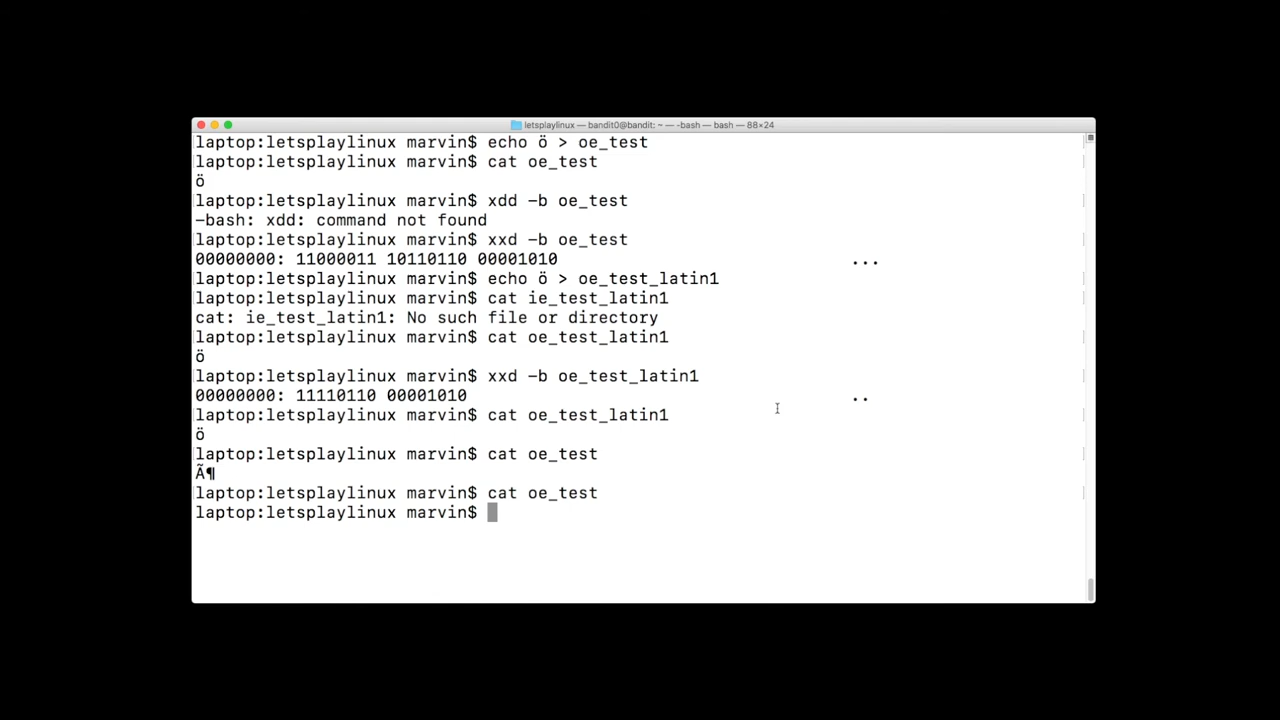 letsplaylinux — bandit0@bandit: ~ — -bash — bash — 88×24
laptop:letsplaylinux marvin$ echo ö > oe_test
laptop:letsplaylinux marvin$ cat oe_test
ö
laptop:letsplaylinux marvin$ xdd -b oe_test
-bash: xdd: command not found
laptop:letsplaylinux marvin$ xxd -b oe_test
00000000: 11000011 10110110 00001010 ...
laptop:letsplaylinux marvin$ echo ö > oe_test_latin1
laptop:letsplaylinux marvin$ cat ie_test_latin1
cat: ie_test_latin1: No such file or directory
laptop:letsplaylinux marvin$ cat oe_test_latin1
ö
laptop:letsplaylinux marvin$ xxd -b oe_test_latin1
00000000: 11110110 00001010 ..
laptop:letsplaylinux marvin$ cat oe_test_latin1
ö
laptop:letsplaylinux marvin$ cat oe_test
Ã¶
laptop:letsplaylinux marvin$ cat oe_test
laptop:letsplaylinux marvin$